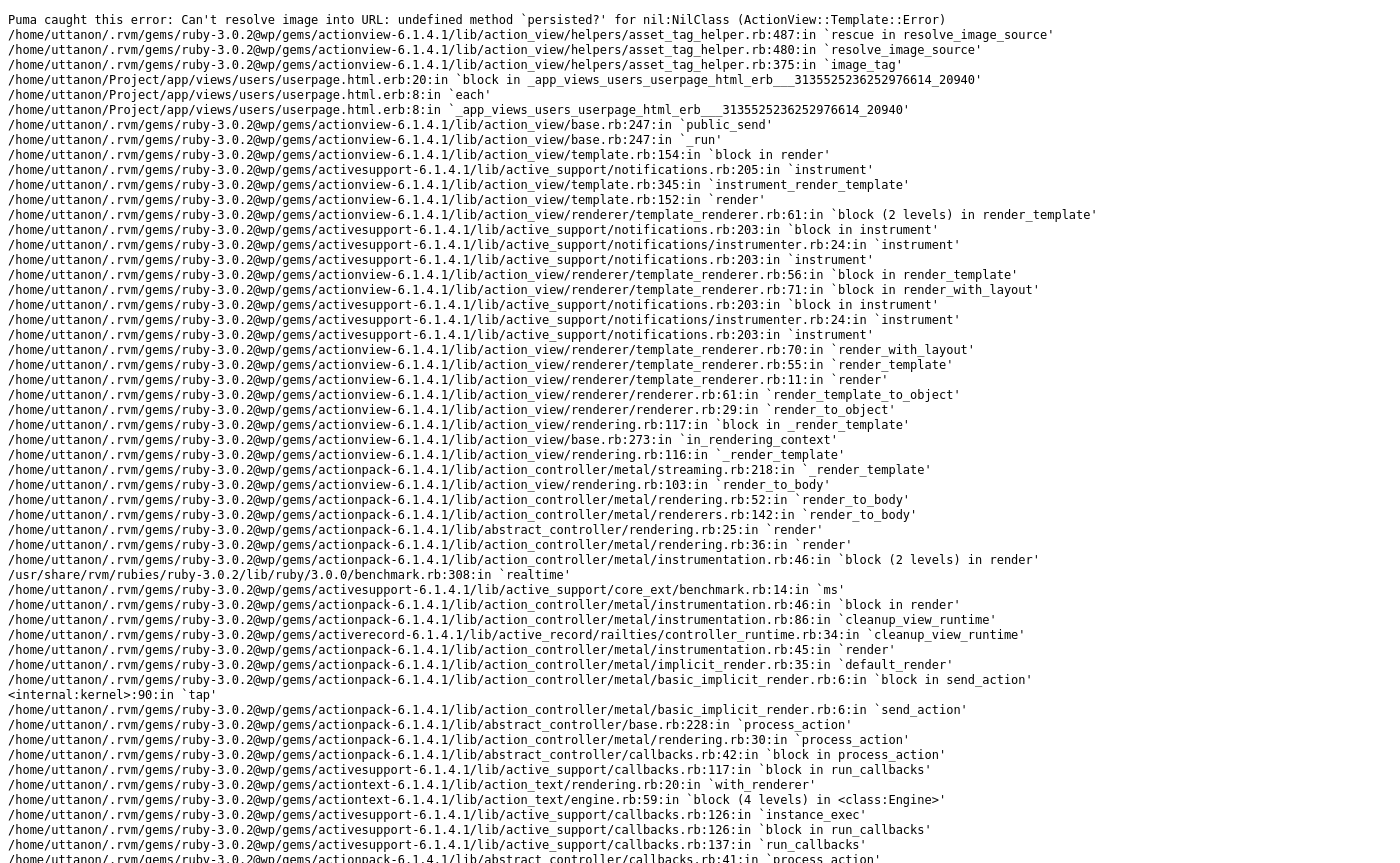 Puma caught this error: Can't resolve image into URL: undefined method `persisted?' for nil:NilClass (ActionView::Template::Error)
/home/uttanon/.rvm/gems/ruby-3.0.2@wp/gems/actionview-6.1.4.1/lib/action_view/helpers/asset_tag_helper.rb:487:in `rescue in resolve_image_source'
/home/uttanon/.rvm/gems/ruby-3.0.2@wp/gems/actionview-6.1.4.1/lib/action_view/helpers/asset_tag_helper.rb:480:in `resolve_image_source'
/home/uttanon/.rvm/gems/ruby-3.0.2@wp/gems/actionview-6.1.4.1/lib/action_view/helpers/asset_tag_helper.rb:375:in `image_tag'
/home/uttanon/Project/app/views/users/userpage.html.erb:20:in `block in _app_views_users_userpage_html_erb___3135525236252976614_20940'
/home/uttanon/Project/app/views/users/userpage.html.erb:8:in `each'
/home/uttanon/Project/app/views/users/userpage.html.erb:8:in `_app_views_users_userpage_html_erb___3135525236252976614_20940'
/home/uttanon/.rvm/gems/ruby-3.0.2@wp/gems/actionview-6.1.4.1/lib/action_view/base.rb:247:in `public_send'
/home/uttanon/.rvm/gems/ruby-3.0.2@wp/gems/actionview-6.1.4.1/lib/action_view/base.rb:247:in `_run'
/home/uttanon/.rvm/gems/ruby-3.0.2@wp/gems/actionview-6.1.4.1/lib/action_view/template.rb:154:in `block in render'
/home/uttanon/.rvm/gems/ruby-3.0.2@wp/gems/activesupport-6.1.4.1/lib/active_support/notifications.rb:205:in `instrument'
/home/uttanon/.rvm/gems/ruby-3.0.2@wp/gems/actionview-6.1.4.1/lib/action_view/template.rb:345:in `instrument_render_template'
/home/uttanon/.rvm/gems/ruby-3.0.2@wp/gems/actionview-6.1.4.1/lib/action_view/template.rb:152:in `render'
/home/uttanon/.rvm/gems/ruby-3.0.2@wp/gems/actionview-6.1.4.1/lib/action_view/renderer/template_renderer.rb:61:in `block (2 levels) in render_template'
/home/uttanon/.rvm/gems/ruby-3.0.2@wp/gems/activesupport-6.1.4.1/lib/active_support/notifications.rb:203:in `block in instrument'
/home/uttanon/.rvm/gems/ruby-3.0.2@wp/gems/activesupport-6.1.4.1/lib/active_support/notifications/instrumenter.rb:24:in `instrument'
/home/uttanon/.rvm/gems/ruby-3.0.2@wp/gems/activesupport-6.1.4.1/lib/active_support/notifications.rb:203:in `instrument'
/home/uttanon/.rvm/gems/ruby-3.0.2@wp/gems/actionview-6.1.4.1/lib/action_view/renderer/template_renderer.rb:56:in `block in render_template'
/home/uttanon/.rvm/gems/ruby-3.0.2@wp/gems/actionview-6.1.4.1/lib/action_view/renderer/template_renderer.rb:71:in `block in render_with_layout'
/home/uttanon/.rvm/gems/ruby-3.0.2@wp/gems/activesupport-6.1.4.1/lib/active_support/notifications.rb:203:in `block in instrument'
/home/uttanon/.rvm/gems/ruby-3.0.2@wp/gems/activesupport-6.1.4.1/lib/active_support/notifications/instrumenter.rb:24:in `instrument'
/home/uttanon/.rvm/gems/ruby-3.0.2@wp/gems/activesupport-6.1.4.1/lib/active_support/notifications.rb:203:in `instrument'
/home/uttanon/.rvm/gems/ruby-3.0.2@wp/gems/actionview-6.1.4.1/lib/action_view/renderer/template_renderer.rb:70:in `render_with_layout'
/home/uttanon/.rvm/gems/ruby-3.0.2@wp/gems/actionview-6.1.4.1/lib/action_view/renderer/template_renderer.rb:55:in `render_template'
/home/uttanon/.rvm/gems/ruby-3.0.2@wp/gems/actionview-6.1.4.1/lib/action_view/renderer/template_renderer.rb:11:in `render'
/home/uttanon/.rvm/gems/ruby-3.0.2@wp/gems/actionview-6.1.4.1/lib/action_view/renderer/renderer.rb:61:in `render_template_to_object'
/home/uttanon/.rvm/gems/ruby-3.0.2@wp/gems/actionview-6.1.4.1/lib/action_view/renderer/renderer.rb:29:in `render_to_object'
/home/uttanon/.rvm/gems/ruby-3.0.2@wp/gems/actionview-6.1.4.1/lib/action_view/rendering.rb:117:in `block in _render_template'
/home/uttanon/.rvm/gems/ruby-3.0.2@wp/gems/actionview-6.1.4.1/lib/action_view/base.rb:273:in `in_rendering_context'
/home/uttanon/.rvm/gems/ruby-3.0.2@wp/gems/actionview-6.1.4.1/lib/action_view/rendering.rb:116:in `_render_template'
/home/uttanon/.rvm/gems/ruby-3.0.2@wp/gems/actionpack-6.1.4.1/lib/action_controller/metal/streaming.rb:218:in `_render_template'
/home/uttanon/.rvm/gems/ruby-3.0.2@wp/gems/actionview-6.1.4.1/lib/action_view/rendering.rb:103:in `render_to_body'
/home/uttanon/.rvm/gems/ruby-3.0.2@wp/gems/actionpack-6.1.4.1/lib/action_controller/metal/rendering.rb:52:in `render_to_body'
/home/uttanon/.rvm/gems/ruby-3.0.2@wp/gems/actionpack-6.1.4.1/lib/action_controller/metal/renderers.rb:142:in `render_to_body'
/home/uttanon/.rvm/gems/ruby-3.0.2@wp/gems/actionpack-6.1.4.1/lib/abstract_controller/rendering.rb:25:in `render'
/home/uttanon/.rvm/gems/ruby-3.0.2@wp/gems/actionpack-6.1.4.1/lib/action_controller/metal/rendering.rb:36:in `render'
/home/uttanon/.rvm/gems/ruby-3.0.2@wp/gems/actionpack-6.1.4.1/lib/action_controller/metal/instrumentation.rb:46:in `block (2 levels) in render'
/usr/share/rvm/rubies/ruby-3.0.2/lib/ruby/3.0.0/benchmark.rb:308:in `realtime'
/home/uttanon/.rvm/gems/ruby-3.0.2@wp/gems/activesupport-6.1.4.1/lib/active_support/core_ext/benchmark.rb:14:in `ms'
/home/uttanon/.rvm/gems/ruby-3.0.2@wp/gems/actionpack-6.1.4.1/lib/action_controller/metal/instrumentation.rb:46:in `block in render'
/home/uttanon/.rvm/gems/ruby-3.0.2@wp/gems/actionpack-6.1.4.1/lib/action_controller/metal/instrumentation.rb:86:in `cleanup_view_runtime'
/home/uttanon/.rvm/gems/ruby-3.0.2@wp/gems/activerecord-6.1.4.1/lib/active_record/railties/controller_runtime.rb:34:in `cleanup_view_runtime'
/home/uttanon/.rvm/gems/ruby-3.0.2@wp/gems/actionpack-6.1.4.1/lib/action_controller/metal/instrumentation.rb:45:in `render'
/home/uttanon/.rvm/gems/ruby-3.0.2@wp/gems/actionpack-6.1.4.1/lib/action_controller/metal/implicit_render.rb:35:in `default_render'
/home/uttanon/.rvm/gems/ruby-3.0.2@wp/gems/actionpack-6.1.4.1/lib/action_controller/metal/basic_implicit_render.rb:6:in `block in send_action'
<internal:kernel>:90:in `tap'
/home/uttanon/.rvm/gems/ruby-3.0.2@wp/gems/actionpack-6.1.4.1/lib/action_controller/metal/basic_implicit_render.rb:6:in `send_action'
/home/uttanon/.rvm/gems/ruby-3.0.2@wp/gems/actionpack-6.1.4.1/lib/abstract_controller/base.rb:228:in `process_action'
/home/uttanon/.rvm/gems/ruby-3.0.2@wp/gems/actionpack-6.1.4.1/lib/action_controller/metal/rendering.rb:30:in `process_action'
/home/uttanon/.rvm/gems/ruby-3.0.2@wp/gems/actionpack-6.1.4.1/lib/abstract_controller/callbacks.rb:42:in `block in process_action'
/home/uttanon/.rvm/gems/ruby-3.0.2@wp/gems/activesupport-6.1.4.1/lib/active_support/callbacks.rb:117:in `block in run_callbacks'
/home/uttanon/.rvm/gems/ruby-3.0.2@wp/gems/actiontext-6.1.4.1/lib/action_text/rendering.rb:20:in `with_renderer'
/home/uttanon/.rvm/gems/ruby-3.0.2@wp/gems/actiontext-6.1.4.1/lib/action_text/engine.rb:59:in `block (4 levels) in <class:Engine>'
/home/uttanon/.rvm/gems/ruby-3.0.2@wp/gems/activesupport-6.1.4.1/lib/active_support/callbacks.rb:126:in `instance_exec'
/home/uttanon/.rvm/gems/ruby-3.0.2@wp/gems/activesupport-6.1.4.1/lib/active_support/callbacks.rb:126:in `block in run_callbacks'
/home/uttanon/.rvm/gems/ruby-3.0.2@wp/gems/activesupport-6.1.4.1/lib/active_support/callbacks.rb:137:in `run_callbacks'
/home/uttanon/.rvm/gems/ruby-3.0.2@wp/gems/actionpack-6.1.4.1/lib/abstract_controller/callbacks.rb:41:in `process_action'